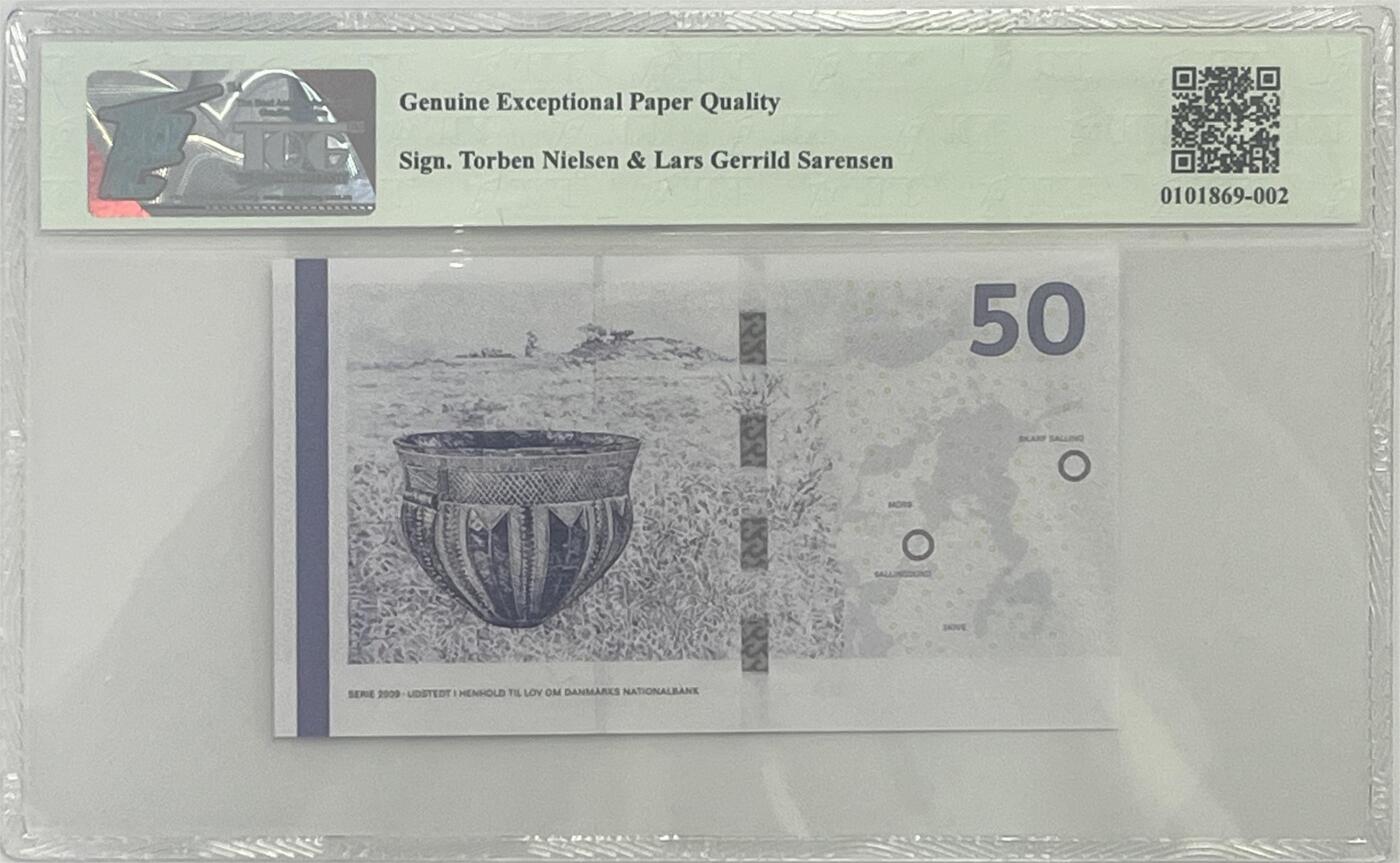 Genuine Exceptional Paper Quality
Sign. Torben Nielsen & Lars Gerrild Sarensen
TCG
0101869-002
50
SKARP SALLING
MORS
SALLINGSUND
SKIVE
SERIE 2009 · UDSTEDT I HENHOLD TIL LOV OM DANMARKS NATIONALBANK